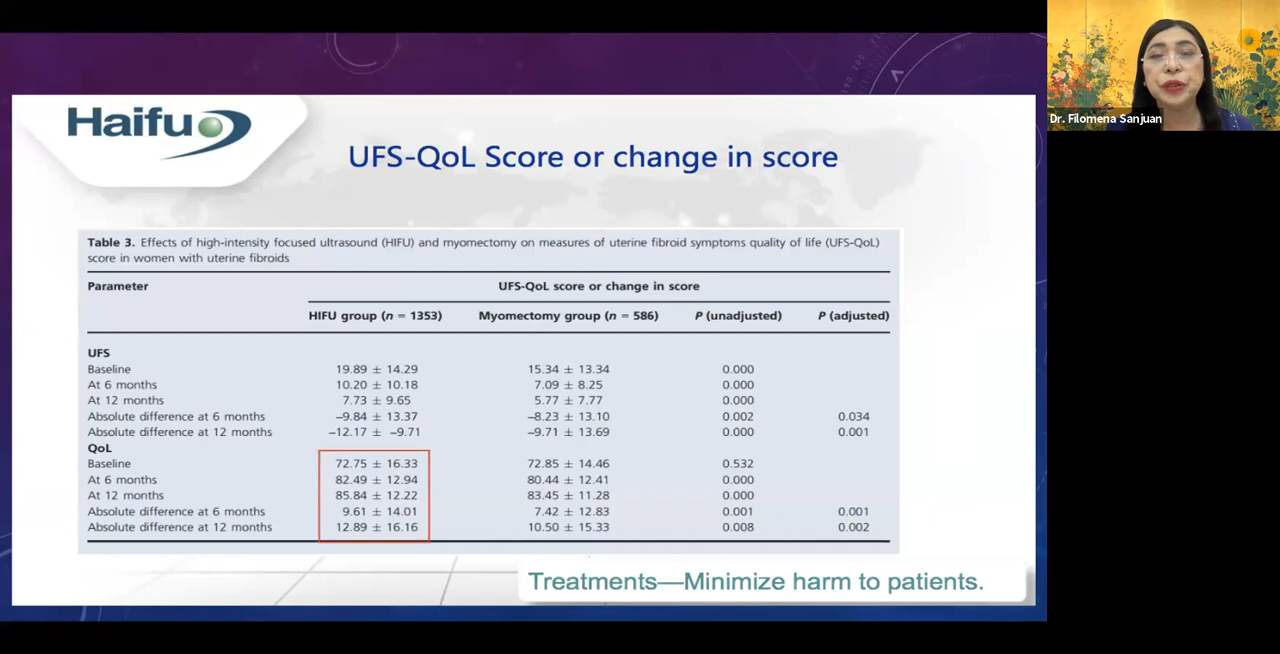 Haifu
UFS-QoL Score or change in score
Table 3. Effects of high-intensity focused ultrasound (HIFU) and myomectomy on measures of uterine fibroid symptoms quality of life (UFS-QoL)
score in women with uterine fibroids
Parameter UFS-QoL score or change in score
HIFU group (n = 1353) Myomectomy group (n = 586) P (unadjusted) P (adjusted)
UFS
Baseline 19.89 ± 14.29 15.34 ± 13.34 0.000
At 6 months 10.20 ± 10.18 7.09 ± 8.25 0.000
At 12 months 7.73 ± 9.65 5.77 ± 7.77 0.000
Absolute difference at 6 months −9.84 ± 13.37 −8.23 ± 13.10 0.002 0.034
Absolute difference at 12 months −12.17 ± −9.71 −9.71 ± 13.69 0.000 0.001
QoL
Baseline 72.75 ± 16.33 72.85 ± 14.46 0.532
At 6 months 82.49 ± 12.94 80.44 ± 12.41 0.000
At 12 months 85.84 ± 12.22 83.45 ± 11.28 0.000
Absolute difference at 6 months 9.61 ± 14.01 7.42 ± 12.83 0.001 0.001
Absolute difference at 12 months 12.89 ± 16.16 10.50 ± 15.33 0.008 0.002
Treatments—Minimize harm to patients.
Dr. Filomena Sanjuan